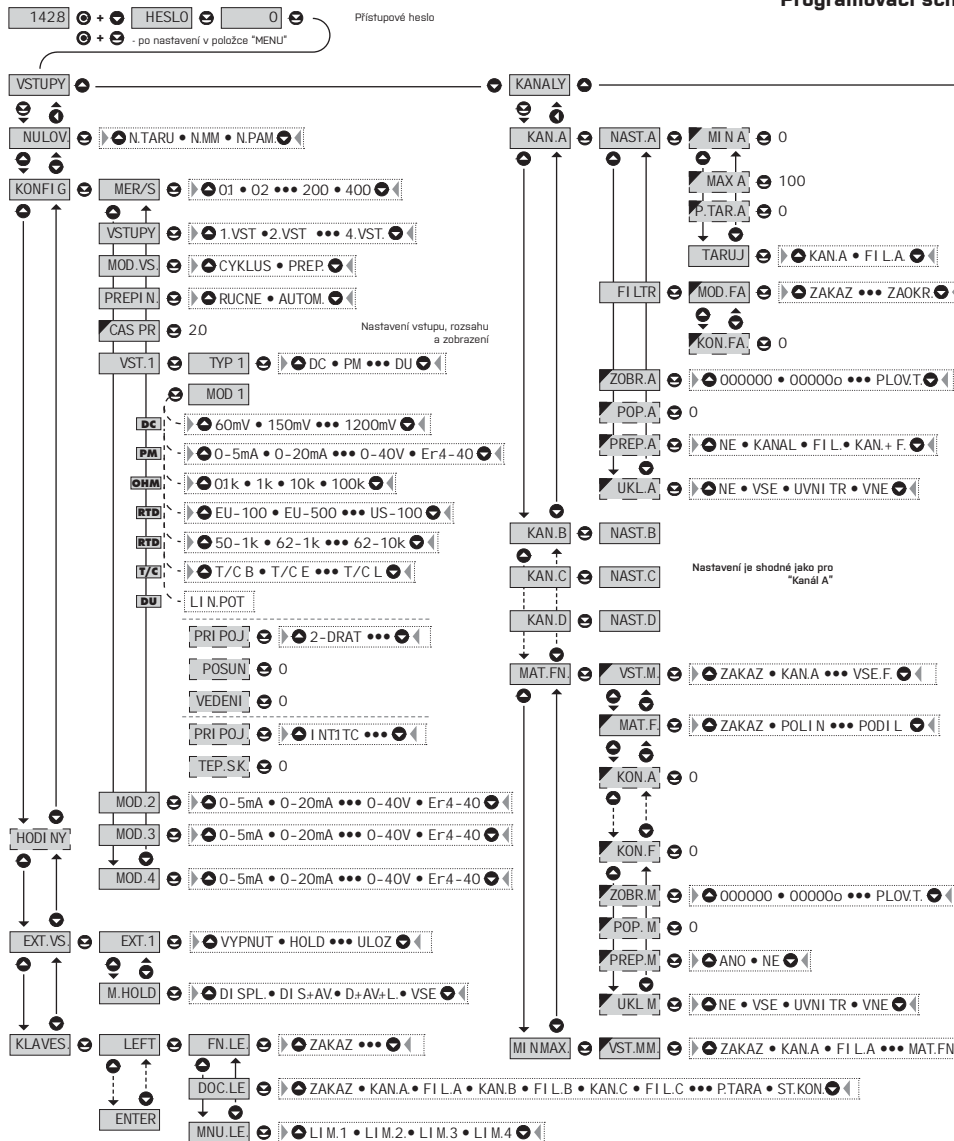 Programovací sch
1428 + HESLO 0 Přístupové heslo
+ - po nastavení v položce "MENU"
VSTUPY
NULOV. N.TARU • N.MM • N.PAM.
KONFIG MER/S 01 • 02 ••• 200 • 400
VSTUPY 1.VST •2.VST ••• 4.VST.
MOD.VS. CYKLUS • PREP.
PREPIN. RUCNE • AUTOM.
CAS PR 20
Nastavení vstupu, rozsahu
a zobrazení
VST.1 TYP 1 DC • PM ••• DU
MOD 1
DC 60mV • 150mV ••• 1200mV
PM 0-5mA • 0-20mA ••• 0-40V • Er4-40
OHM 01k • 1k • 10k • 100k
RTD EU-100 • EU-500 ••• US-100
RTD 50-1k • 62-1k ••• 62-10k
T/C T/C B • T/C E ••• T/C L
DU LIN.POT
PRIPOJ 2-DRAT •••
POSUN 0
VEDENI 0
PRIPOJ INT1TC •••
TEP.S.K. 0
MOD.2 0-5mA • 0-20mA ••• 0-40V • Er4-40
MOD.3 0-5mA • 0-20mA ••• 0-40V • Er4-40
MOD.4 0-5mA • 0-20mA ••• 0-40V • Er4-40
HODINY
EXT.VS. EXT.1 VYPNUT • HOLD ••• ULOZ
M.HOLD DISPL. • DIS+AV.• D+AV+L. • VSE
KLAVES. LEFT FN.LE. ZAKAZ •••
DOC.LE ZAKAZ • KAN.A. • FIL.A • KAN.B • FIL.B • KAN.C • FIL.C ••• P.TARA • ST.KON.
ENTER
MNU.LE. LIM.1 • LIM.2. • LIM.3 • LIM.4
KANALY
KAN.A NAST.A MIN A 0
MAX A 100
P.TAR.A 0
TARUJ KAN.A • FIL.A.
FILTR MOD.FA ZAKAZ ••• ZAOKR.
KON.FA. 0
ZOBR.A 000000 • 00000o ••• PLOV.T.
POP.A 0
PREP.A NE • KANAL • FIL. • KAN.+ F.
UKL.A NE • VSE • UVNITR • VNE
KAN.B NAST.B
KAN.C NAST.C
Nastavení je shodné jako pro
"Kanál A"
KAN.D NAST.D
MAT.FN. VST.M. ZAKAZ • KAN.A ••• VSE.F.
MAT.F. ZAKAZ • POLIN ••• PODIL
KON.A 0
KON.F 0
ZOBR.M 000000 • 00000o ••• PLOV.T.
POP. M 0
PREP.M ANO • NE
UKL M NE • VSE • UVNITR • VNE
MINMAX. VST.MM. ZAKAZ • KAN.A • FIL.A ••• MAT.FN